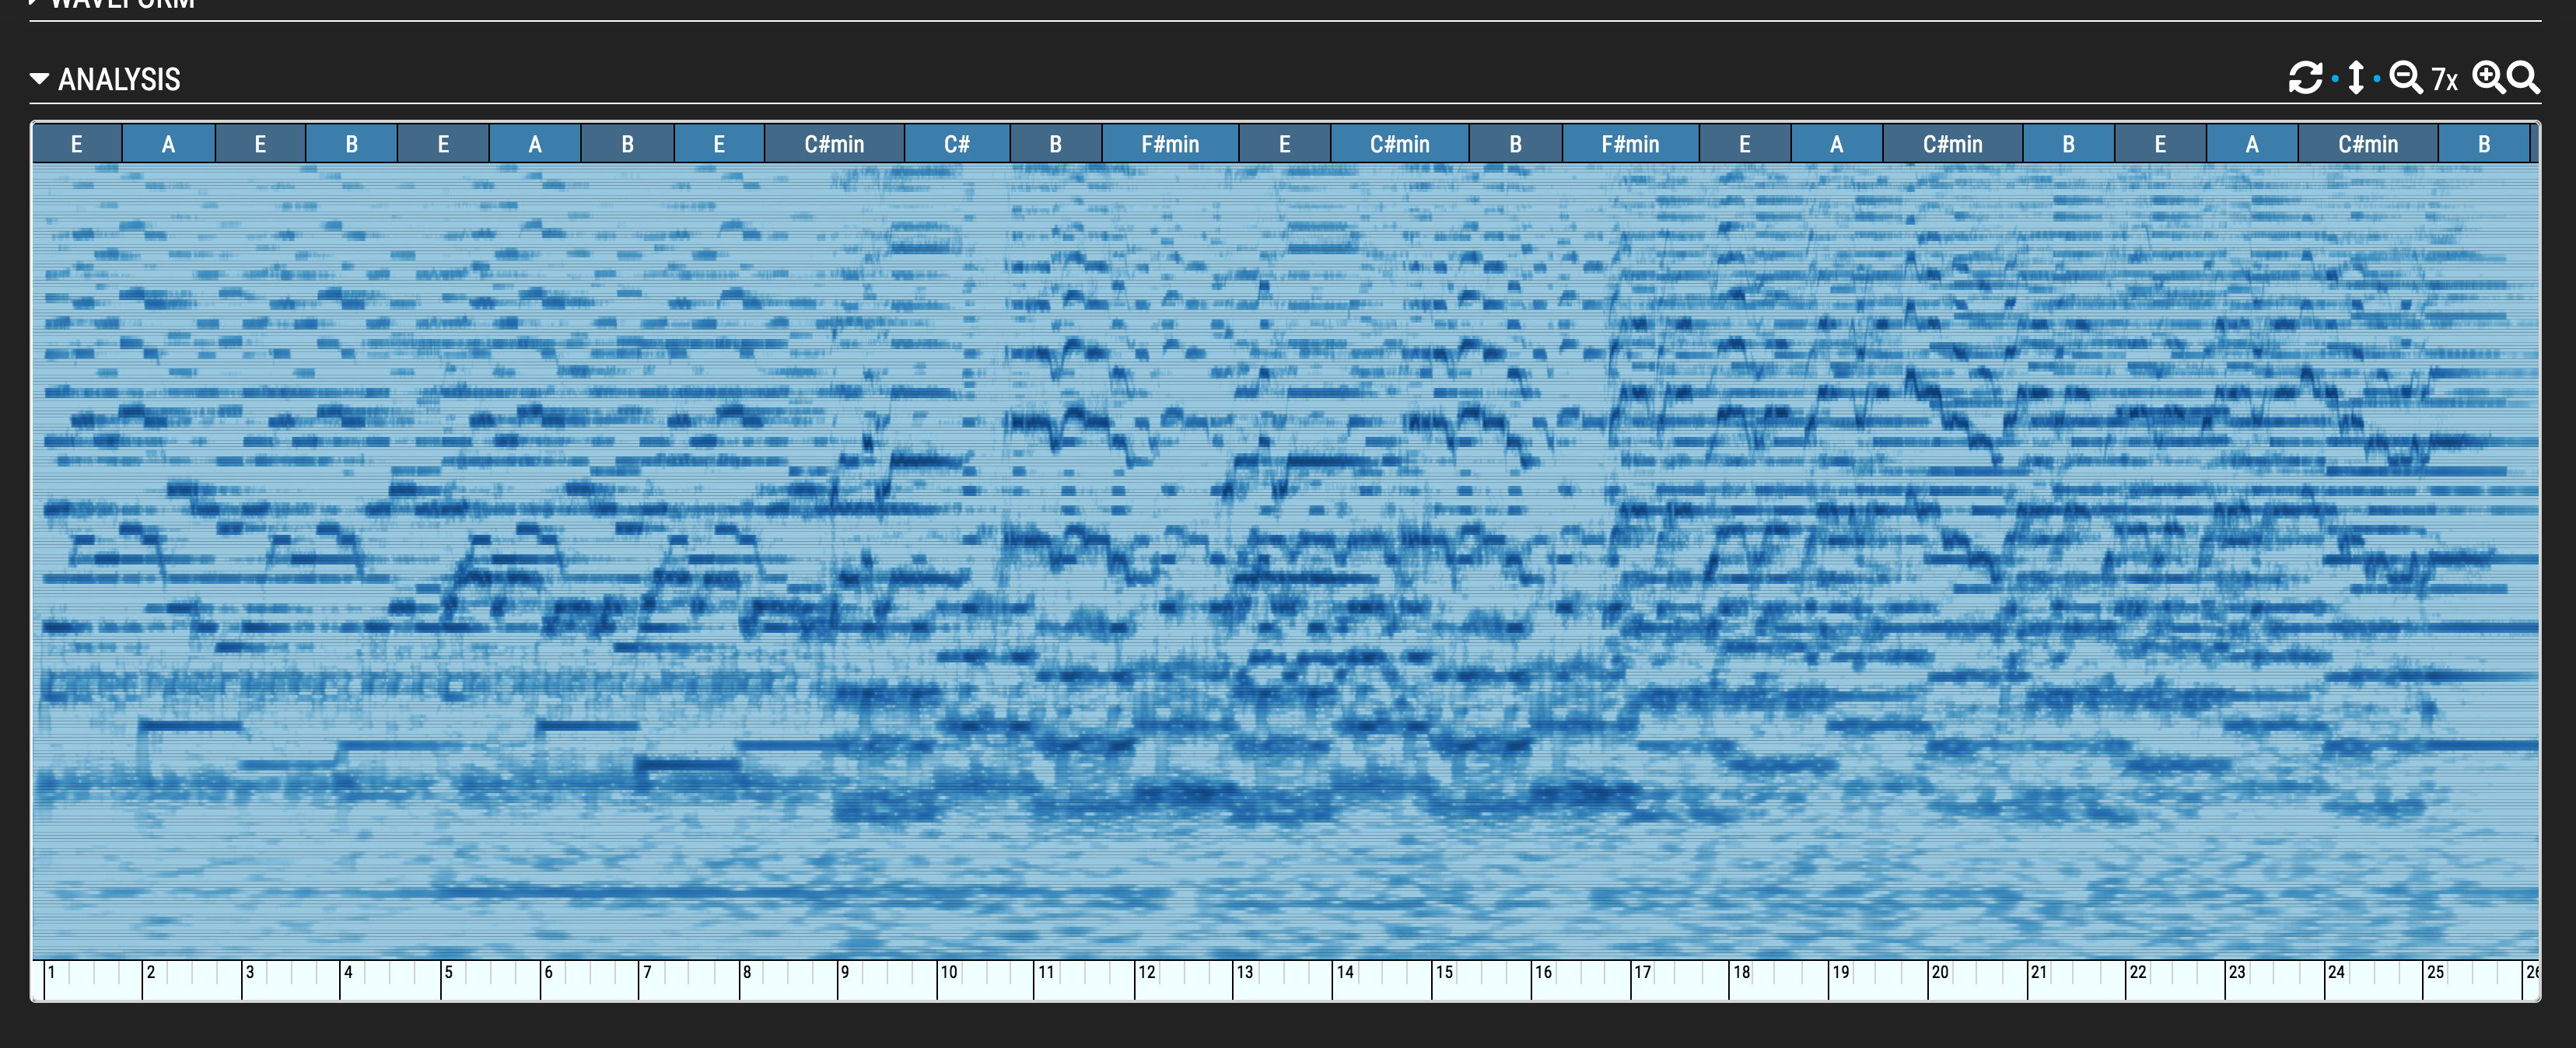 WAVEFORM
ANALYSIS 7x
E A E B E A B E C#min C# B F#min E C#min B F#min E A C#min B E A C#min B
1 2 3 4 5 6 7 8 9 10 11 12 13 14 15 16 17 18 19 20 21 22 23 24 25 26